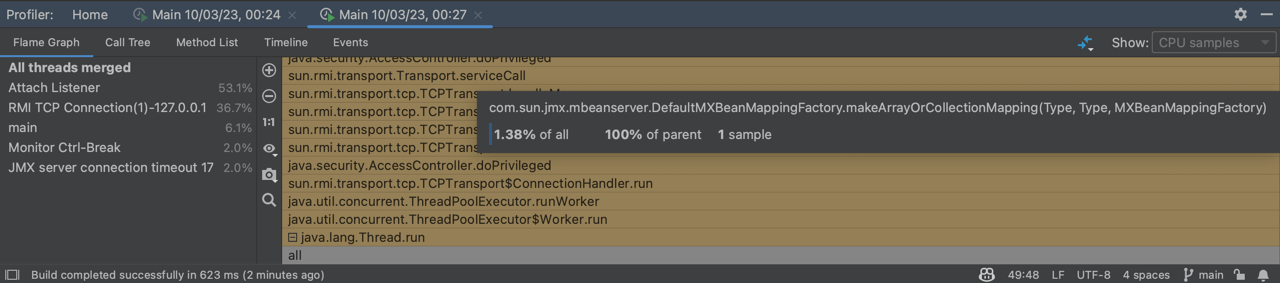 Profiler: Home Main 10/03/23, 00:24 Main 10/03/23, 00:27
Flame Graph Call Tree Method List Timeline Events Show: CPU samples
All threads merged
Attach Listener 53.1%
RMI TCP Connection(1)-127.0.0.1 36.7%
main 6.1%
Monitor Ctrl-Break 2.0%
JMX server connection timeout 17 2.0%
1:1
java.security.AccessController.doPrivileged
sun.rmi.transport.Transport.serviceCall
sun.rmi.transport.tcp.TCPTransport
sun.rmi.transport.tcp.TCPTransp
sun.rmi.transport.tcp.TCPTransp
sun.rmi.transport.tcp.TCPTransp
java.security.AccessController.doPrivileged
sun.rmi.transport.tcp.TCPTransport$ConnectionHandler.run
java.util.concurrent.ThreadPoolExecutor.runWorker
java.util.concurrent.ThreadPoolExecutor$Worker.run
java.lang.Thread.run
all
com.sun.jmx.mbeanserver.DefaultMXBeanMappingFactory.makeArrayOrCollectionMapping(Type, Type, MXBeanMappingFactory)
1.38% of all 100% of parent 1 sample
Build completed successfully in 623 ms (2 minutes ago) 49:48 LF UTF-8 4 spaces main